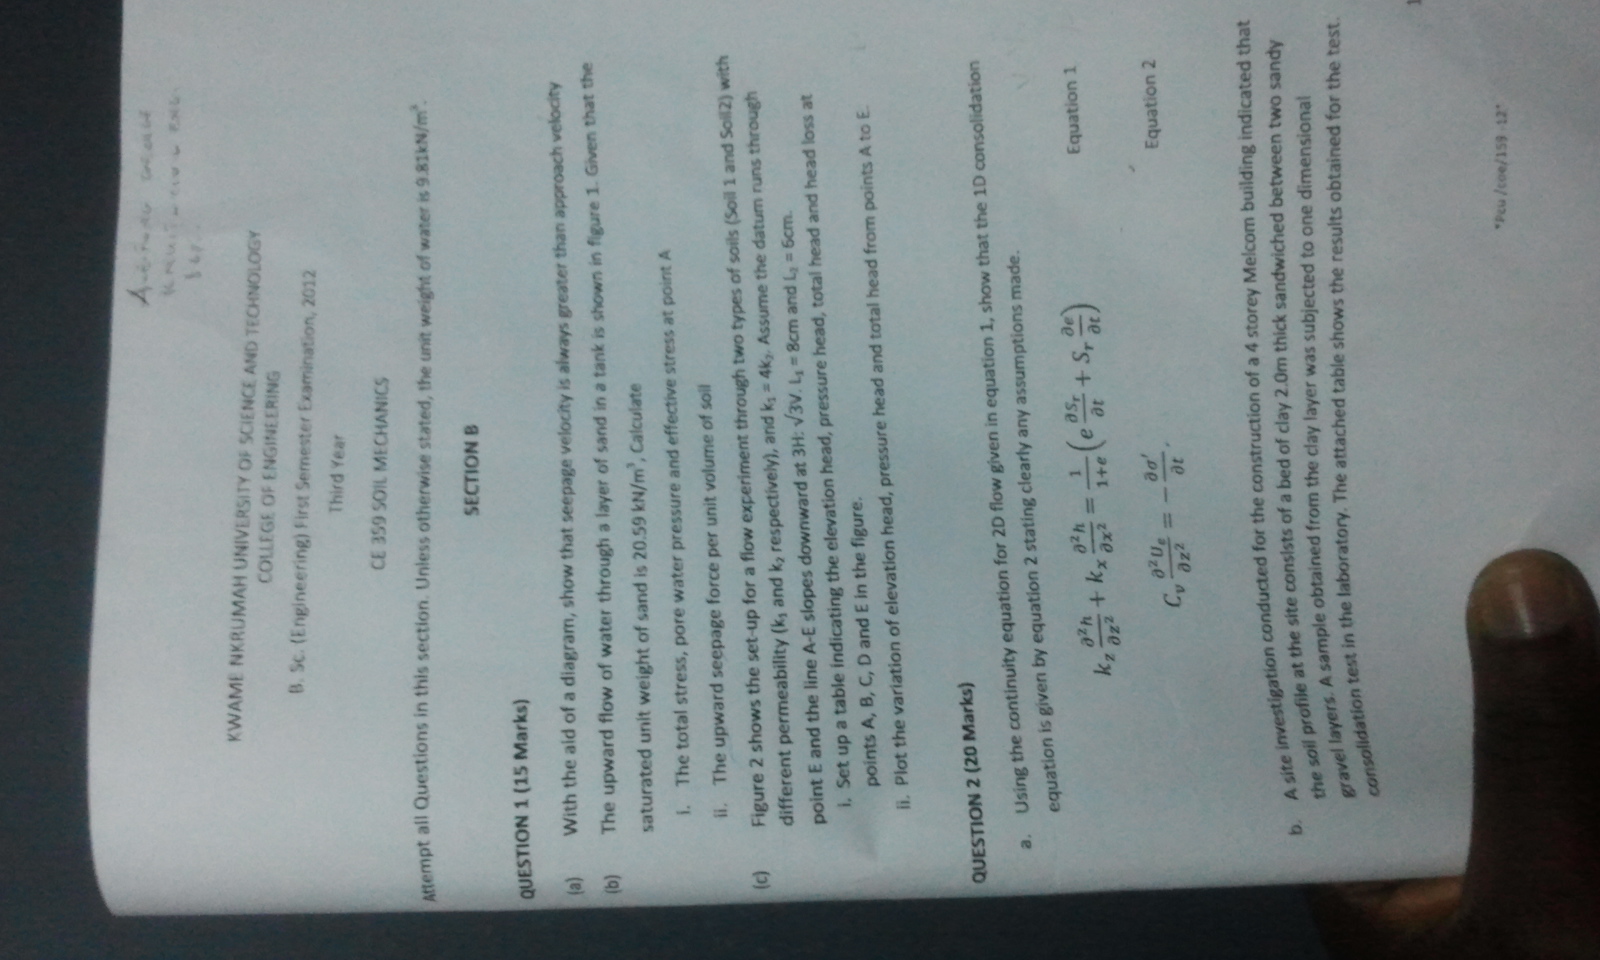 KWAME NKRUMAH UNIVERSITY OF SCIENCE AND TECHNOLOGY
COLLEGE OF ENGINEERING
B. Sc. (Engineering) First Semester Examination, 2012
Third Year
CE 359 SOIL MECHANICS
Attempt all Questions in this section. Unless otherwise stated, the unit weight of water is 9.81kN/m³.
SECTION B
QUESTION 1 (15 Marks)
(a) With the aid of a diagram, show that seepage velocity is always greater than approach velocity
(b) The upward flow of water through a layer of sand in a tank is shown in figure 1. Given that the
saturated unit weight of sand is 20.59 kN/m³, Calculate
i. The total stress, pore water pressure and effective stress at point A
ii. The upward seepage force per unit volume of soil
(c) Figure 2 shows the set-up for a flow experiment through two types of soils (Soil 1 and Soil2) with
different permeability (k₁ and k₂ respectively), and k₁ = 4k₂. Assume the datum runs through
point E and the line A-E slopes downward at 3H: √3V. L₁ = 8cm and L₂ = 6cm.
i. Set up a table indicating the elevation head, pressure head, total head and head loss at
points A, B, C, D and E in the figure.
ii. Plot the variation of elevation head, pressure head and total head from points A to E.
QUESTION 2 (20 Marks)
a. Using the continuity equation for 2D flow given in equation 1, show that the 1D consolidation
equation is given by equation 2 stating clearly any assumptions made.
k_z ∂²h/∂z² + k_x ∂²h/∂x² = 1/(1+e) (e ∂S_r/∂t + S_r ∂e/∂t) Equation 1
C_v ∂²U_e/∂z² = − ∂σ'/∂t. Equation 2
b. A site investigation conducted for the construction of a 4 storey Melcom building indicated that
the soil profile at the site consists of a bed of clay 2.0m thick sandwiched between two sandy
gravel layers. A sample obtained from the clay layer was subjected to one dimensional
consolidation test in the laboratory. The attached table shows the results obtained for the test.
1